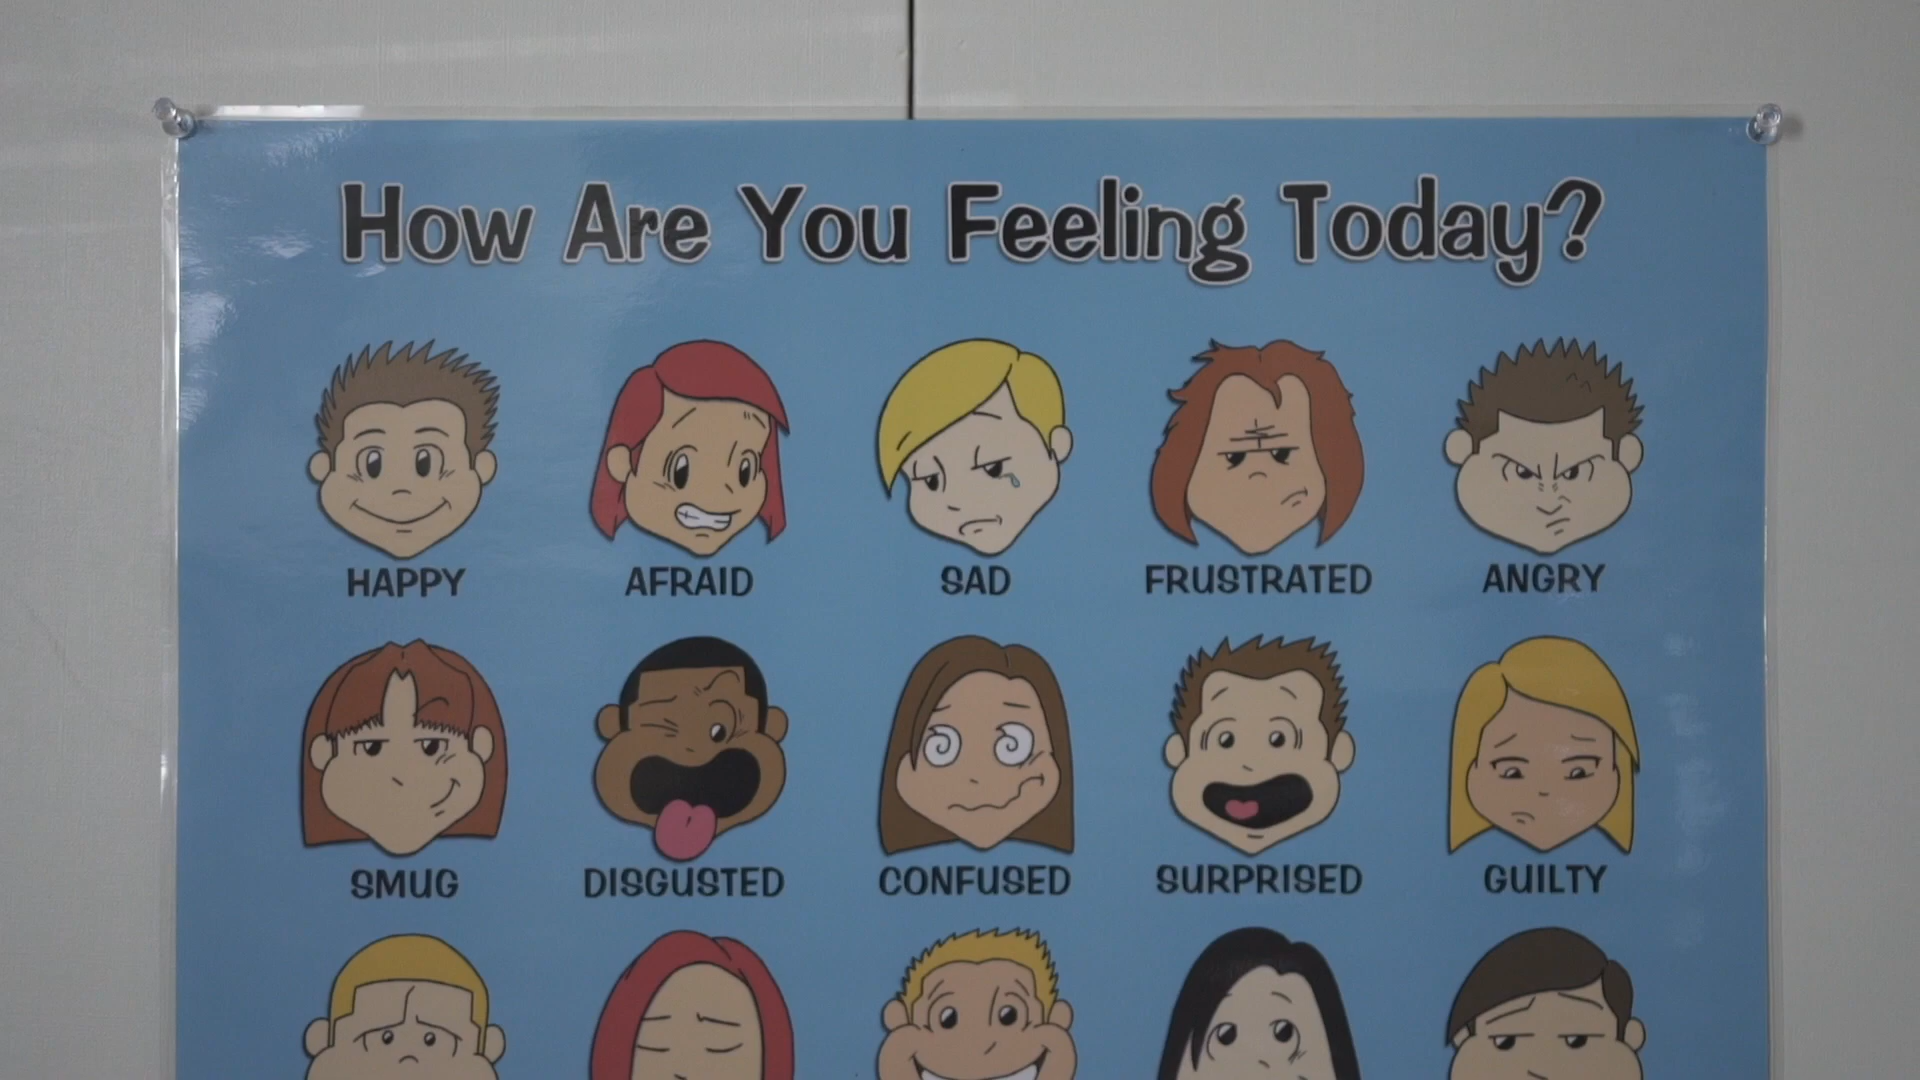 How Are You Feeling Today?
HAPPY AFRAID SAD FRUSTRATED ANGRY
SMUG DISGUSTED CONFUSED SURPRISED GUILTY